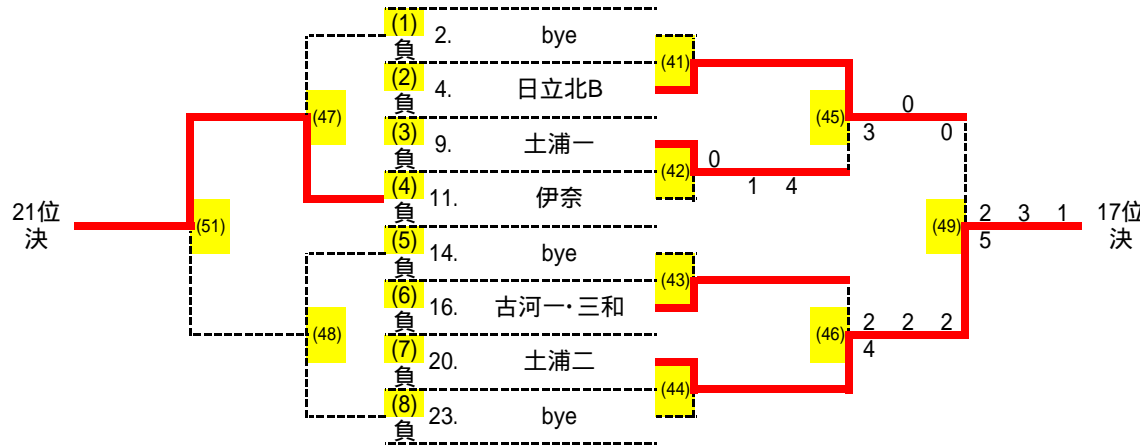 (1)
負 2. bye
(2)
負 4. 日立北B
(3)
負 9. 土浦一
(4)
負 11. 伊奈
(5)
負 14. bye
(6)
負 16. 古河一・三和
(7)
負 20. 土浦二
(8)
負 23. bye
(47)
(48)
(51)
21位
決
(41)
(42)
0
1 4
(43)
(44)
(45)
0
3 0
(46)
2 2 2
4
(49)
2 3 1
5
17位
決